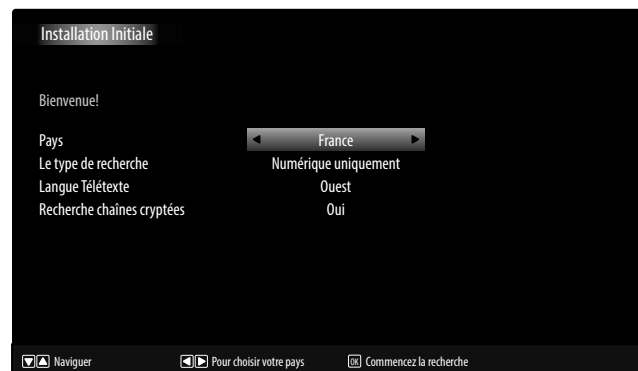 Installation Initiale
Bienvenue!
Pays France
Le type de recherche Numérique uniquement
Langue Télétexte Ouest
Recherche chaînes cryptées Oui
Naviguer Pour choisir votre pays OK Commencez la recherche